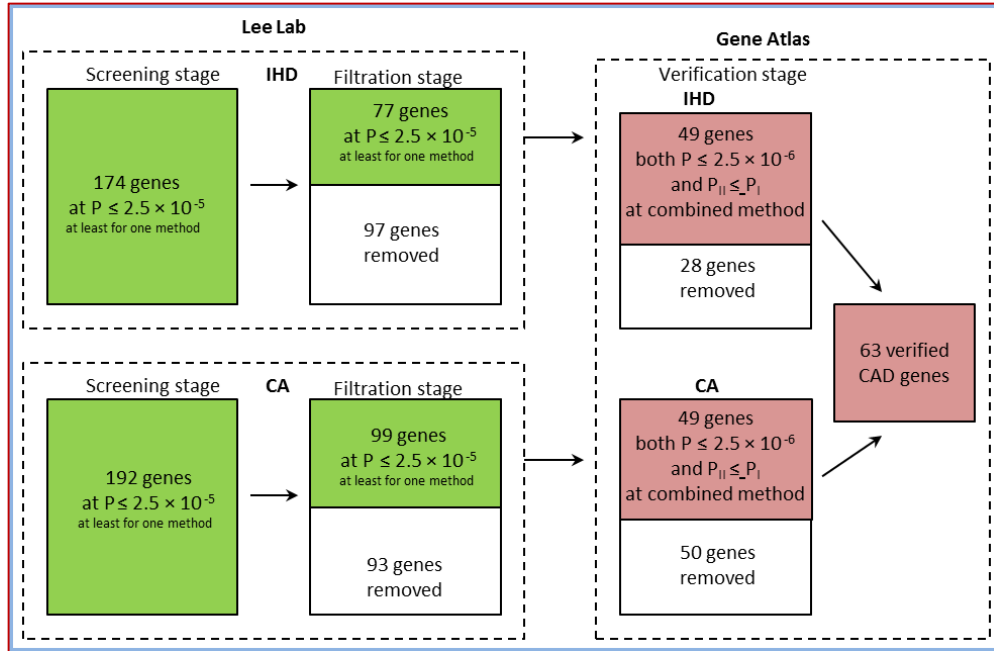 Lee Lab
Screening stage
IHD
Filtration stage
174 genes
at P ≤ 2.5 × 10⁻⁵
at least for one method
77 genes
at P ≤ 2.5 × 10⁻⁵
at least for one method
97 genes
removed
Screening stage
CA
Filtration stage
192 genes
at P ≤ 2.5 × 10⁻⁵
at least for one method
99 genes
at P ≤ 2.5 × 10⁻⁵
at least for one method
93 genes
removed
Gene Atlas
Verification stage
IHD
49 genes
both P ≤ 2.5 × 10⁻⁶
and P_II ≤ P_I
at combined method
28 genes
removed
CA
49 genes
both P ≤ 2.5 × 10⁻⁶
and P_II ≤ P_I
at combined method
50 genes
removed
63 verified
CAD genes